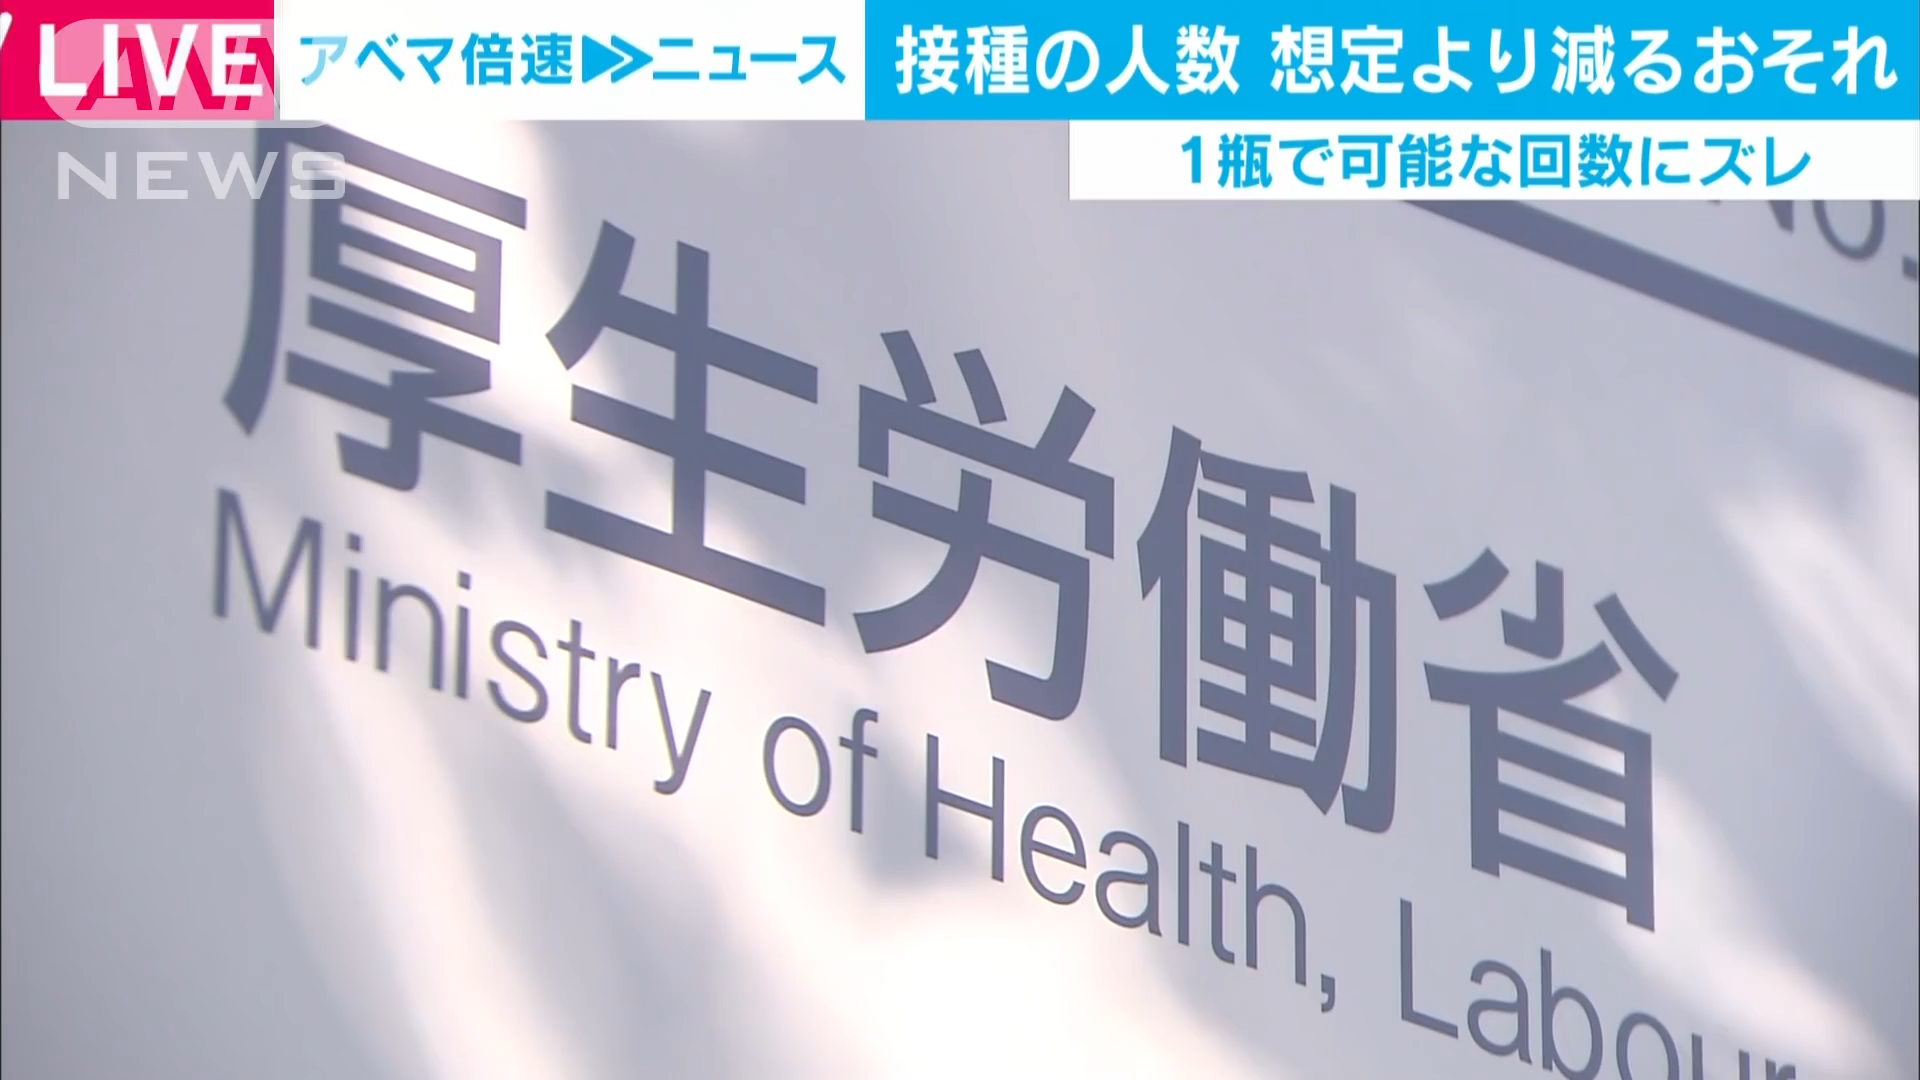 LIVE
ANN
NEWS
アベマ倍速▶≫ニュース
接種の人数 想定より減るおそれ
1瓶で可能な回数にズレ
No.
厚生労働省
Ministry of Health, Labour